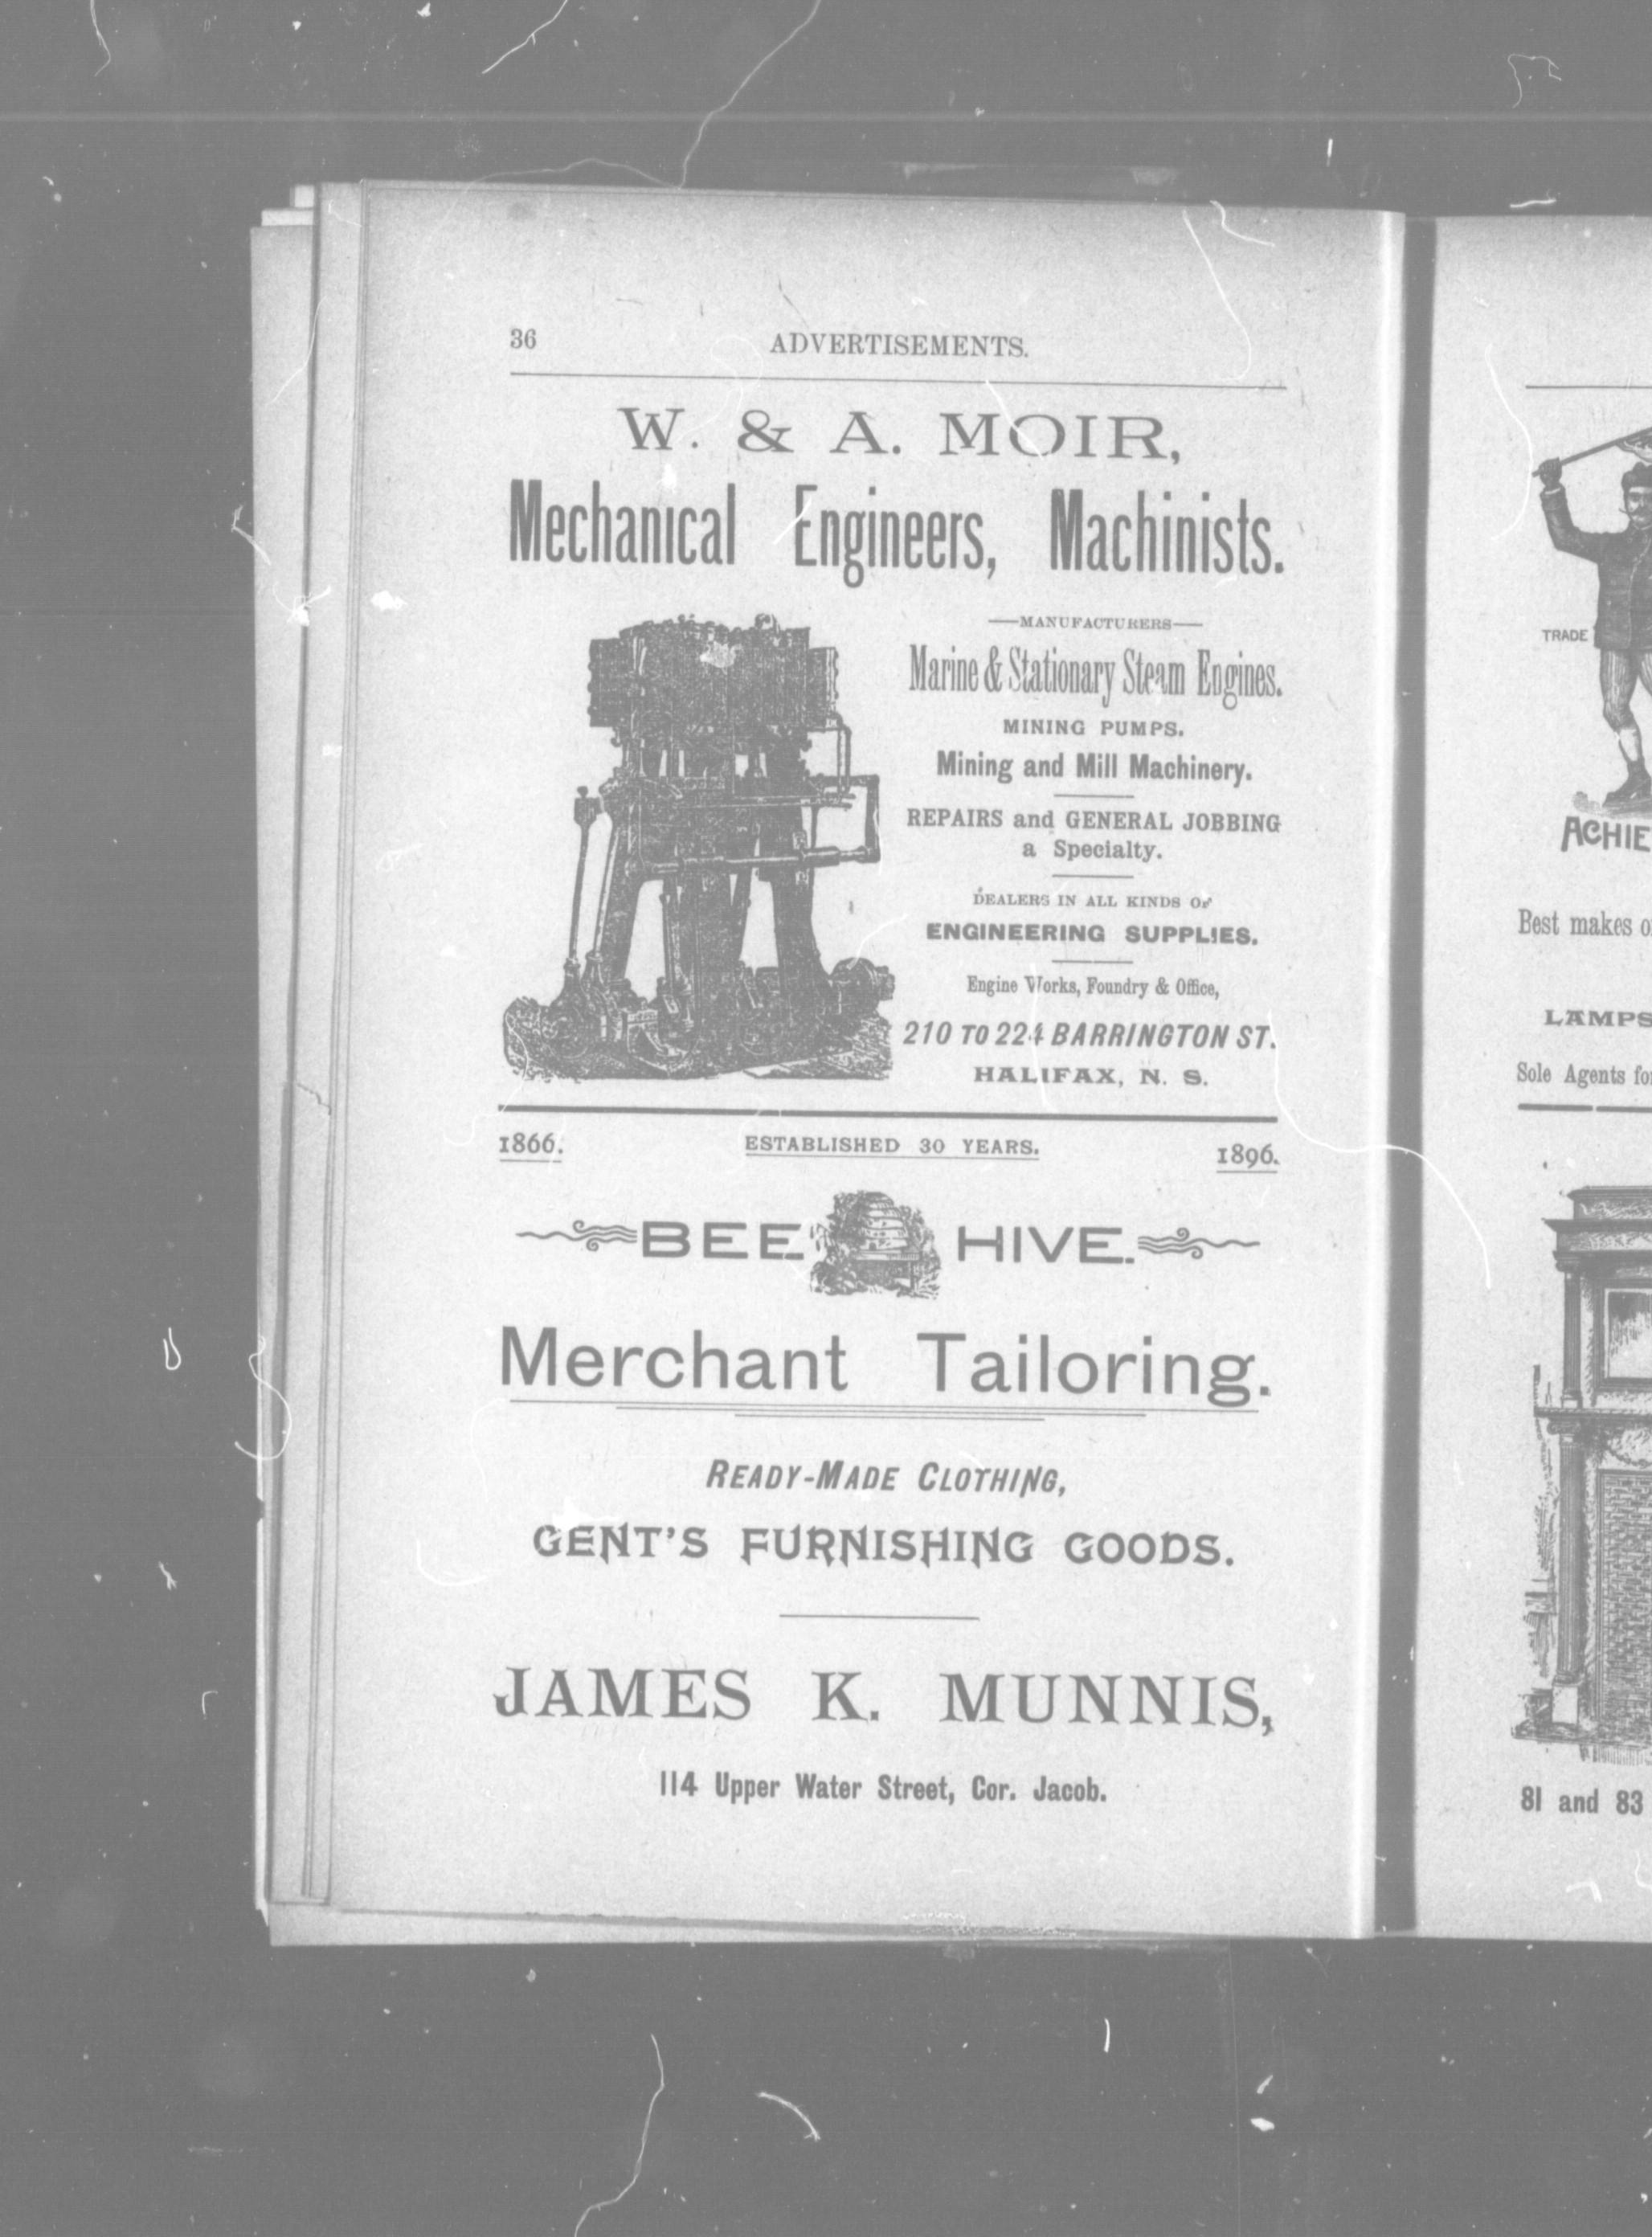 36 ADVERTISEMENTS.
W. & A. MOIR,
Mechanical Engineers, Machinists.
—MANUFACTURERS—
Marine & Stationary Steam Engines.
MINING PUMPS.
Mining and Mill Machinery.
REPAIRS and GENERAL JOBBING
a Specialty.
DEALERS IN ALL KINDS OF
ENGINEERING SUPPLIES.
Engine Works, Foundry & Office,
210 TO 224 BARRINGTON ST.
HALIFAX, N. S.
1866. ESTABLISHED 30 YEARS. 1896.
BEE HIVE.
Merchant Tailoring.
READY-MADE CLOTHING,
GENT'S FURNISHING GOODS.
JAMES K. MUNNIS,
114 Upper Water Street, Cor. Jacob.
TRADE
Best makes
LAMPS
Sole Agents
81 and 83